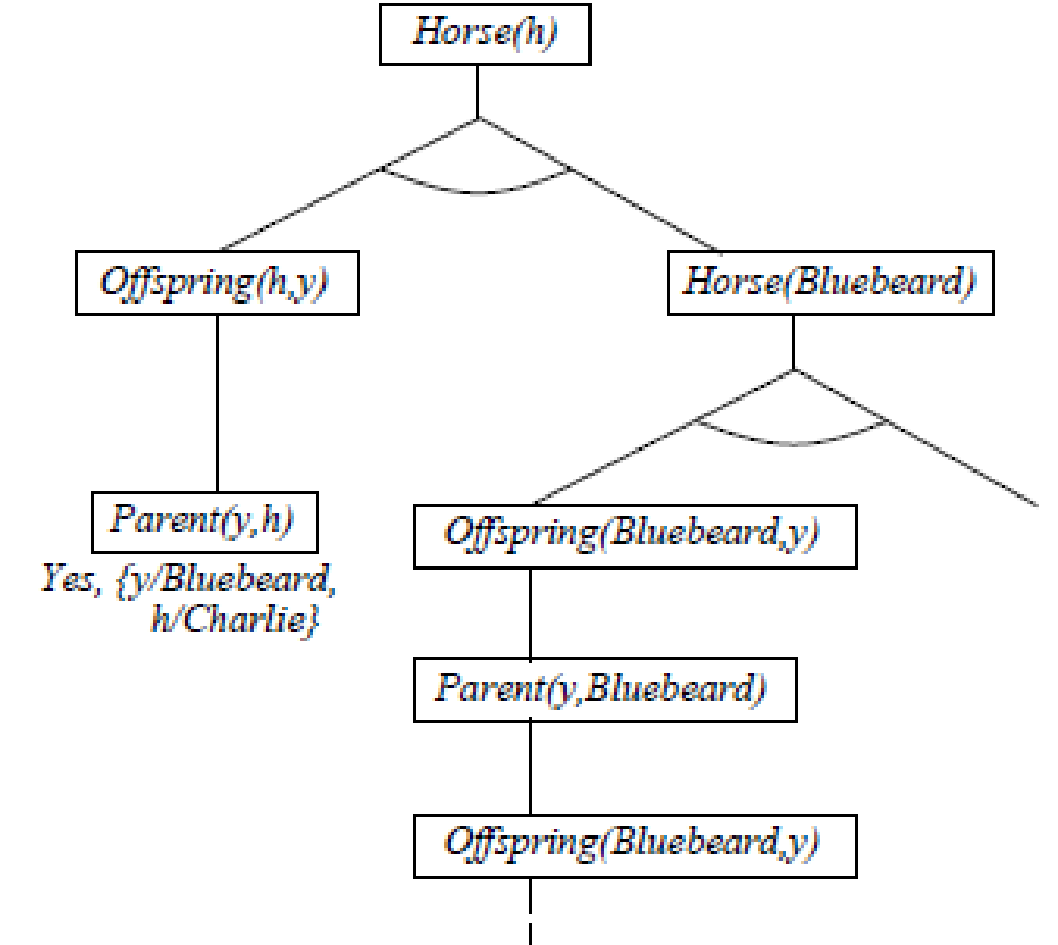 Horse(h)
Offspring(h,y)
Horse(Bluebeard)
Parent(y,h)
Yes, {y/Bluebeard,
h/Charlie}
Offspring(Bluebeard,y)
Parent(y,Bluebeard)
Offspring(Bluebeard,y)